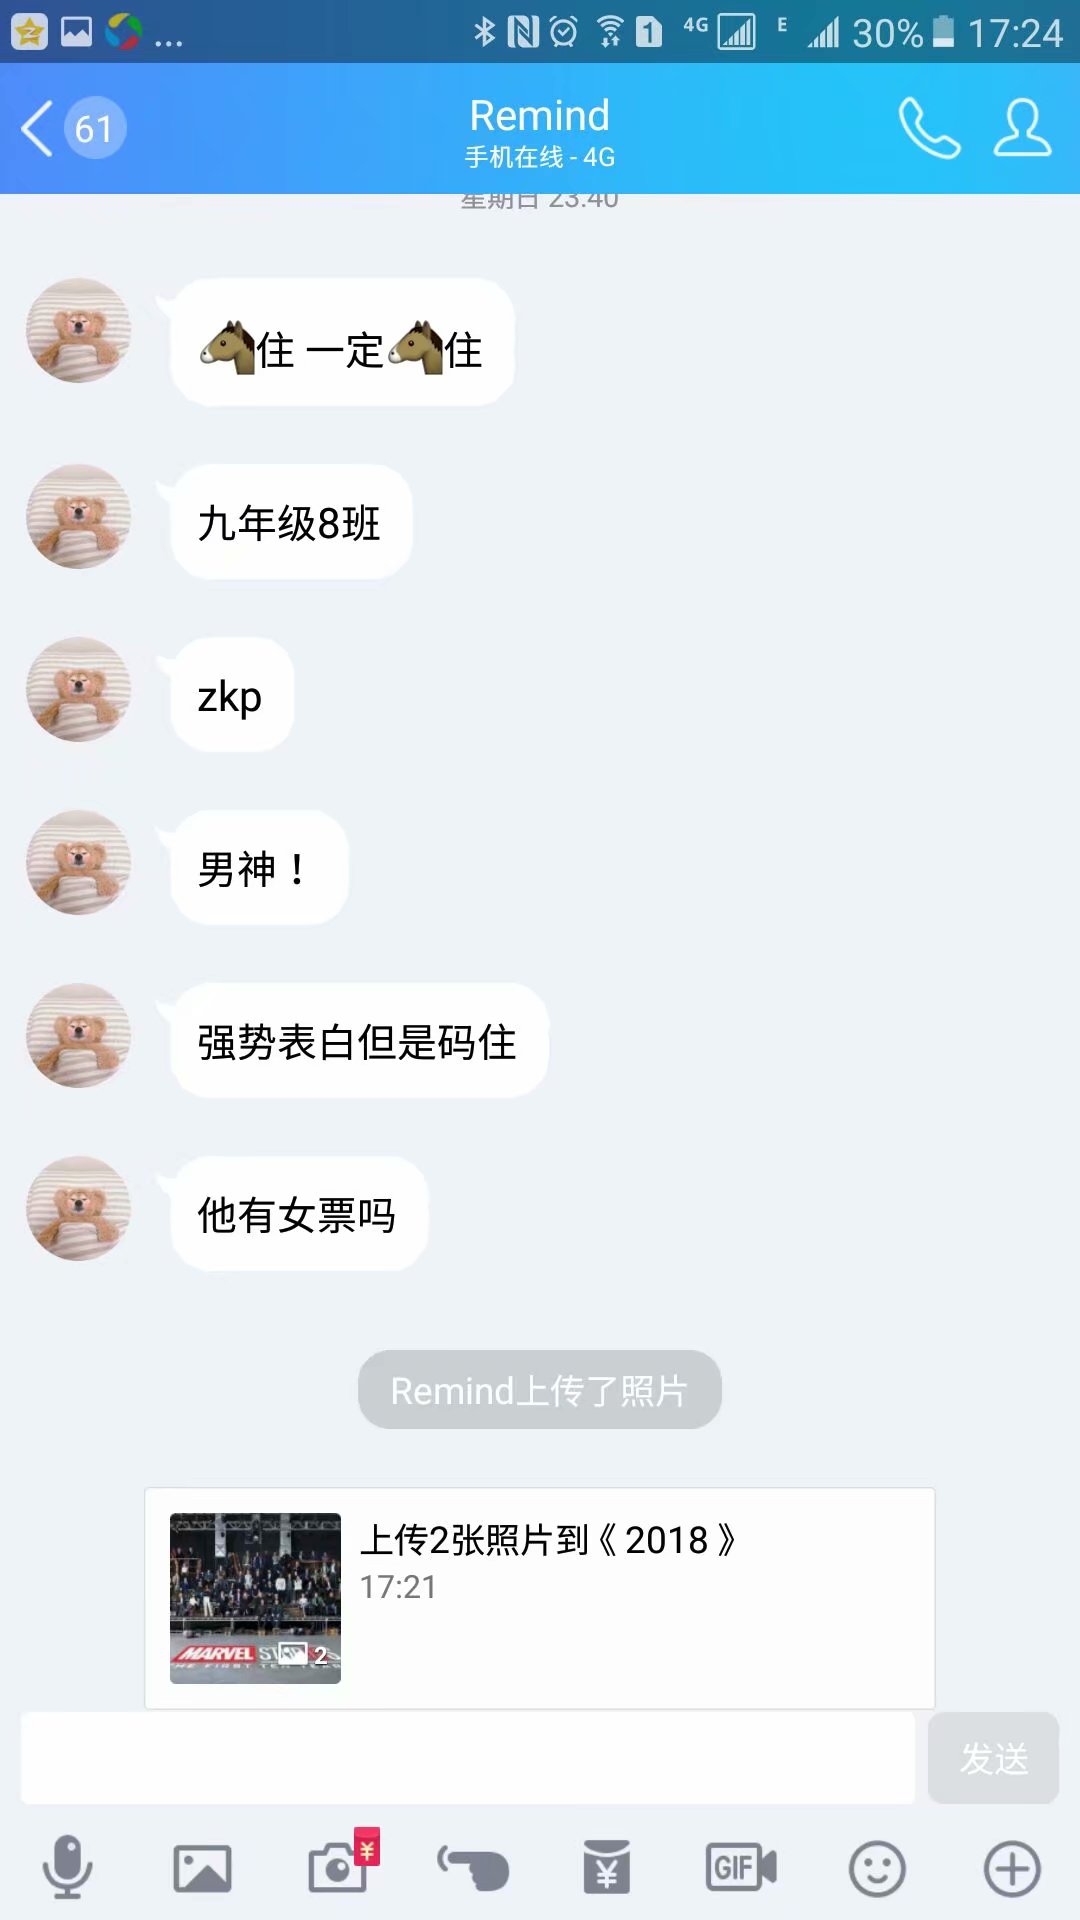 4G E 30% 17:24
61
Remind
手机在线 - 4G
星期日 23:40
🐴住 一定🐴住
九年级8班
zkp
男神！
强势表白但是码住
他有女票吗
Remind上传了照片
上传2张照片到《 2018 》
17:21
MARVEL
2
发送
GIF